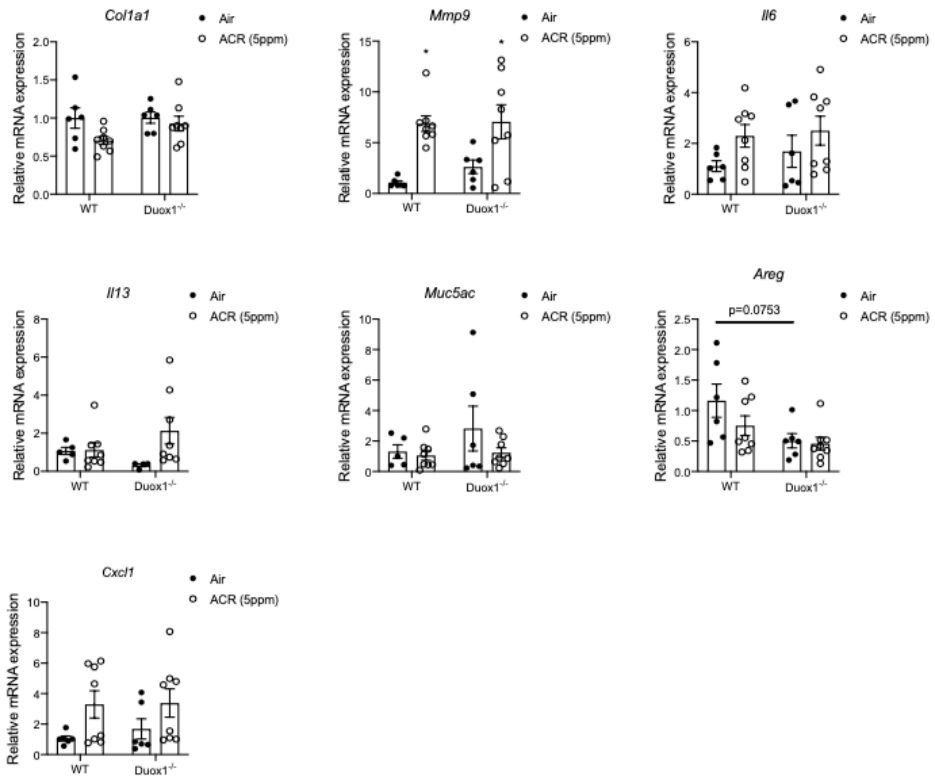 Col1a1
Air
ACR (5ppm)
Relative mRNA expression
2.0
1.5
1.0
0.5
0.0
WT
Duox1-/-
Mmp9
Air
ACR (5ppm)
Relative mRNA expression
15
10
5
0
*
*
WT
Duox1-/-
Il6
Air
ACR (5ppm)
Relative mRNA expression
6
4
2
0
WT
Duox1-/-
Il13
Air
ACR (5ppm)
Relative mRNA expression
8
6
4
2
0
WT
Duox1-/-
Muc5ac
Air
ACR (5ppm)
Relative mRNA expression
10
8
6
4
2
0
WT
Duox1-/-
Areg
Air
ACR (5ppm)
p=0.0753
Relative mRNA expression
2.5
2.0
1.5
1.0
0.5
0.0
WT
Duox1-/-
Cxcl1
Air
ACR (5ppm)
Relative mRNA expression
10
8
6
4
2
0
WT
Duox1-/-